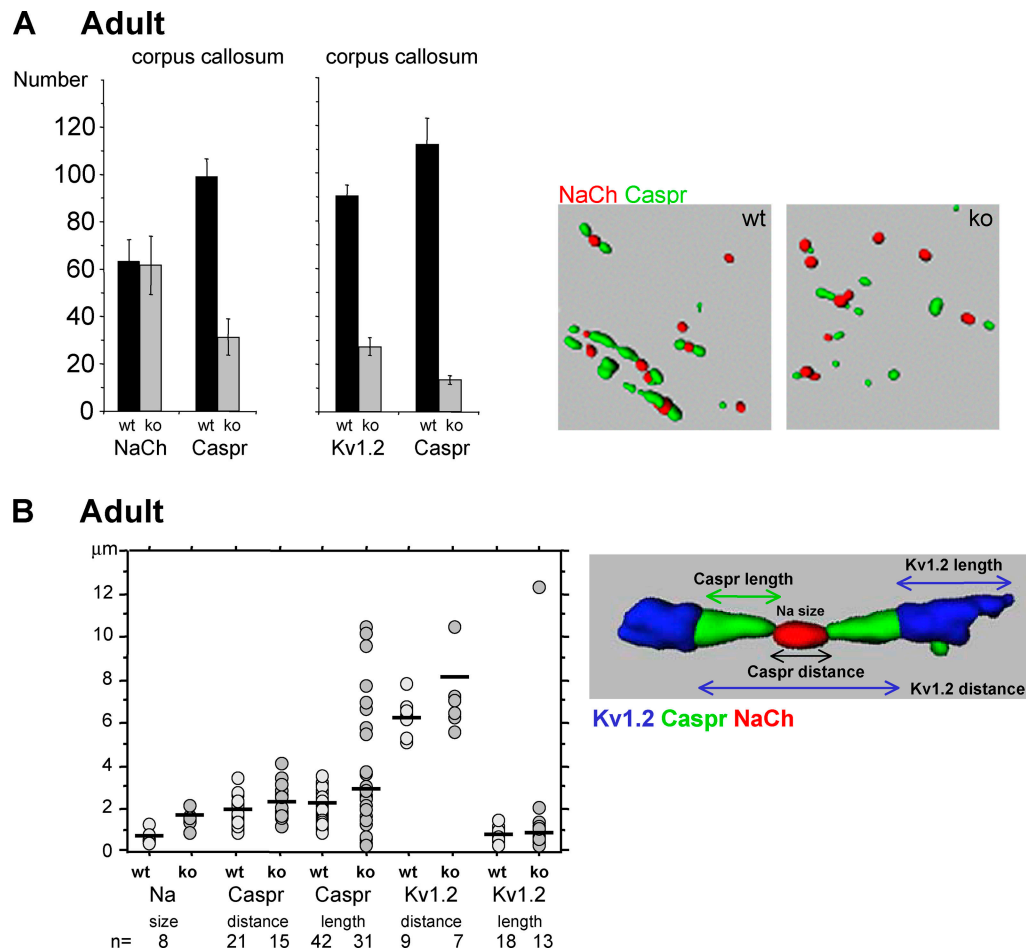 A Adult
corpus callosum
corpus callosum
Number
120
100
80
60
40
20
0
wt ko wt ko
NaCh Caspr
wt ko wt ko
Kv1.2 Caspr
NaCh Caspr
wt
ko
B Adult
μm
12
10
8
6
4
2
0
wt ko wt ko wt ko wt ko wt ko
Na Caspr Caspr Kv1.2 Kv1.2
size distance length distance length
n= 8 21 15 42 31 9 7 18 13
Kv1.2 length
Caspr length
Na size
Caspr distance
Kv1.2 distance
Kv1.2 Caspr NaCh